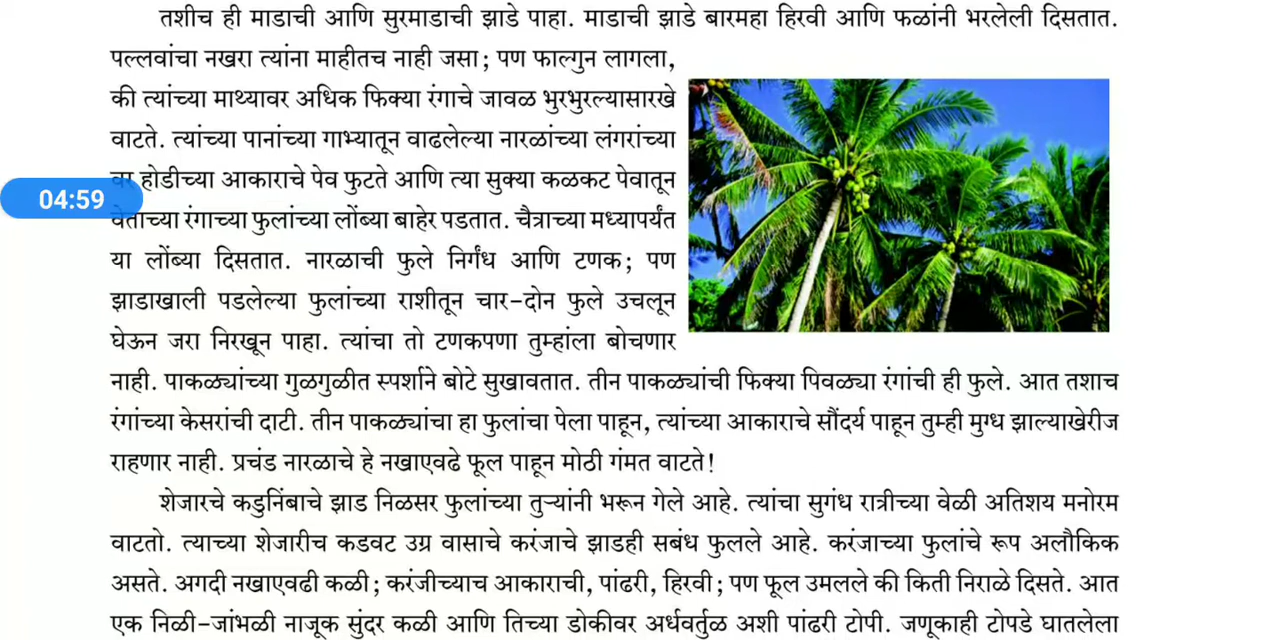 तशीच ही माडाची आणि सुरमाडाची झाडे पाहा. माडाची झाडे बारमहा हिरवी आणि फळांनी भरलेली दिसतात.
पल्लवांचा नखरा त्यांना माहीतच नाही जसा; पण फाल्गुन लागला,
की त्यांच्या माथ्यावर अधिक फिक्या रंगाचे जावळ भुरभुरल्यासारखे
वाटते. त्यांच्या पानांच्या गाभ्यातून वाढलेल्या नारळांच्या लंगरांच्या
होडीच्या आकाराचे पेव फुटते आणि त्या सुक्या कळकट पेवातून
04:59
रंगाच्या फुलांच्या लोंब्या बाहेर पडतात. चैत्राच्या मध्यापर्यंत
या लोंब्या दिसतात. नारळाची फुले निर्गंध आणि टणक; पण
झाडाखाली पडलेल्या फुलांच्या राशीतून चार-दोन फुले उचलून
घेऊन जरा निरखून पाहा. त्यांचा तो टणकपणा तुम्हांला बोचणार
नाही. पाकळ्यांच्या गुळगुळीत स्पर्शाने बोटे सुखावतात. तीन पाकळ्यांची फिक्या पिवळ्या रंगांची ही फुले. आत तशाच
रंगांच्या केसरांची दाटी. तीन पाकळ्यांचा हा फुलांचा पेला पाहून, त्यांच्या आकाराचे सौंदर्य पाहून तुम्ही मुग्ध झाल्याखेरीज
राहणार नाही. प्रचंड नारळाचे हे नखाएवढे फूल पाहून मोठी गंमत वाटते!
शेजारचे कडुनिंबाचे झाड निळसर फुलांच्या तुऱ्यांनी भरून गेले आहे. त्यांचा सुगंध रात्रीच्या वेळी अतिशय मनोरम
वाटतो. त्याच्या शेजारीच कडवट उग्र वासाचे करंजाचे झाडही सबंध फुलले आहे. करंजाच्या फुलांचे रूप अलौकिक
असते. अगदी नखाएवढी कळी; करंजीच्याच आकाराची, पांढरी, हिरवी; पण फूल उमलले की किती निराळे दिसते. आत
एक निळी-जांभळी नाजूक सुंदर कळी आणि तिच्या डोकीवर अर्धवर्तुळ अशी पांढरी टोपी. जणूकाही टोपडे घातलेला